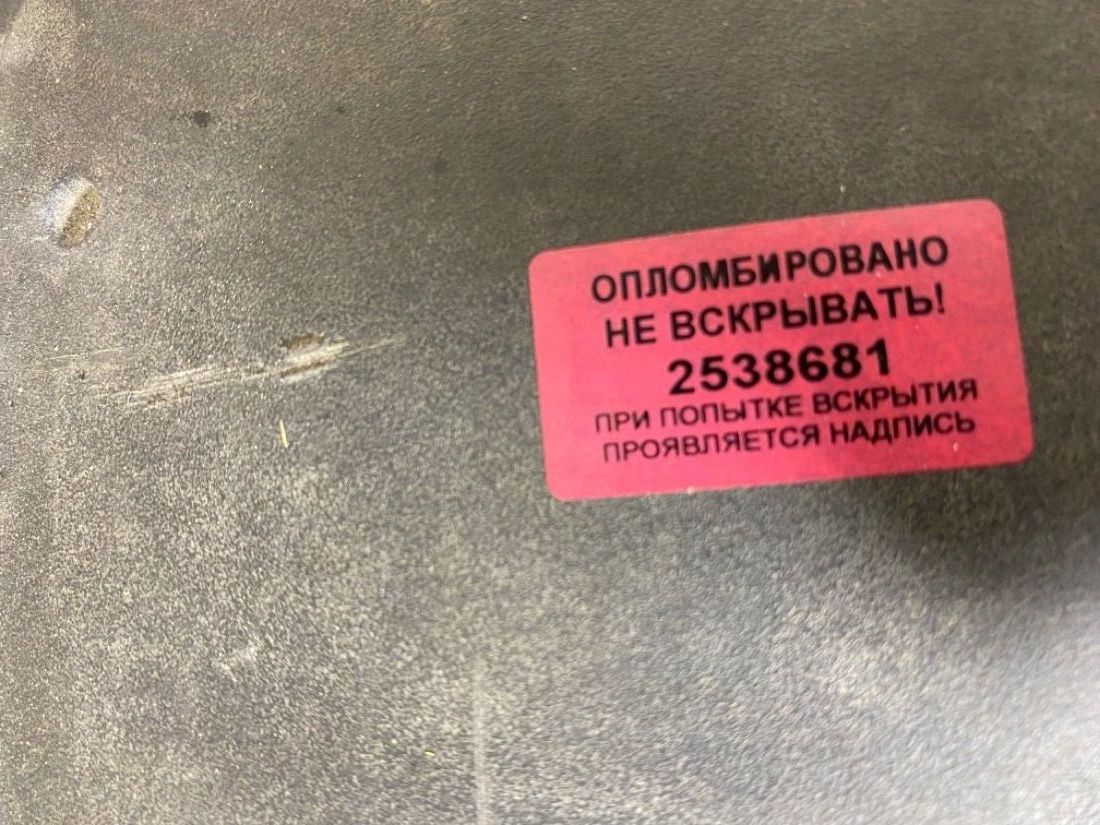 ОПЛОМБИРОВАНО
НЕ ВСКРЫВАТЬ!
2538681
ПРИ ПОПЫТКЕ ВСКРЫТИЯ
ПРОЯВЛЯЕТСЯ НАДПИСЬ